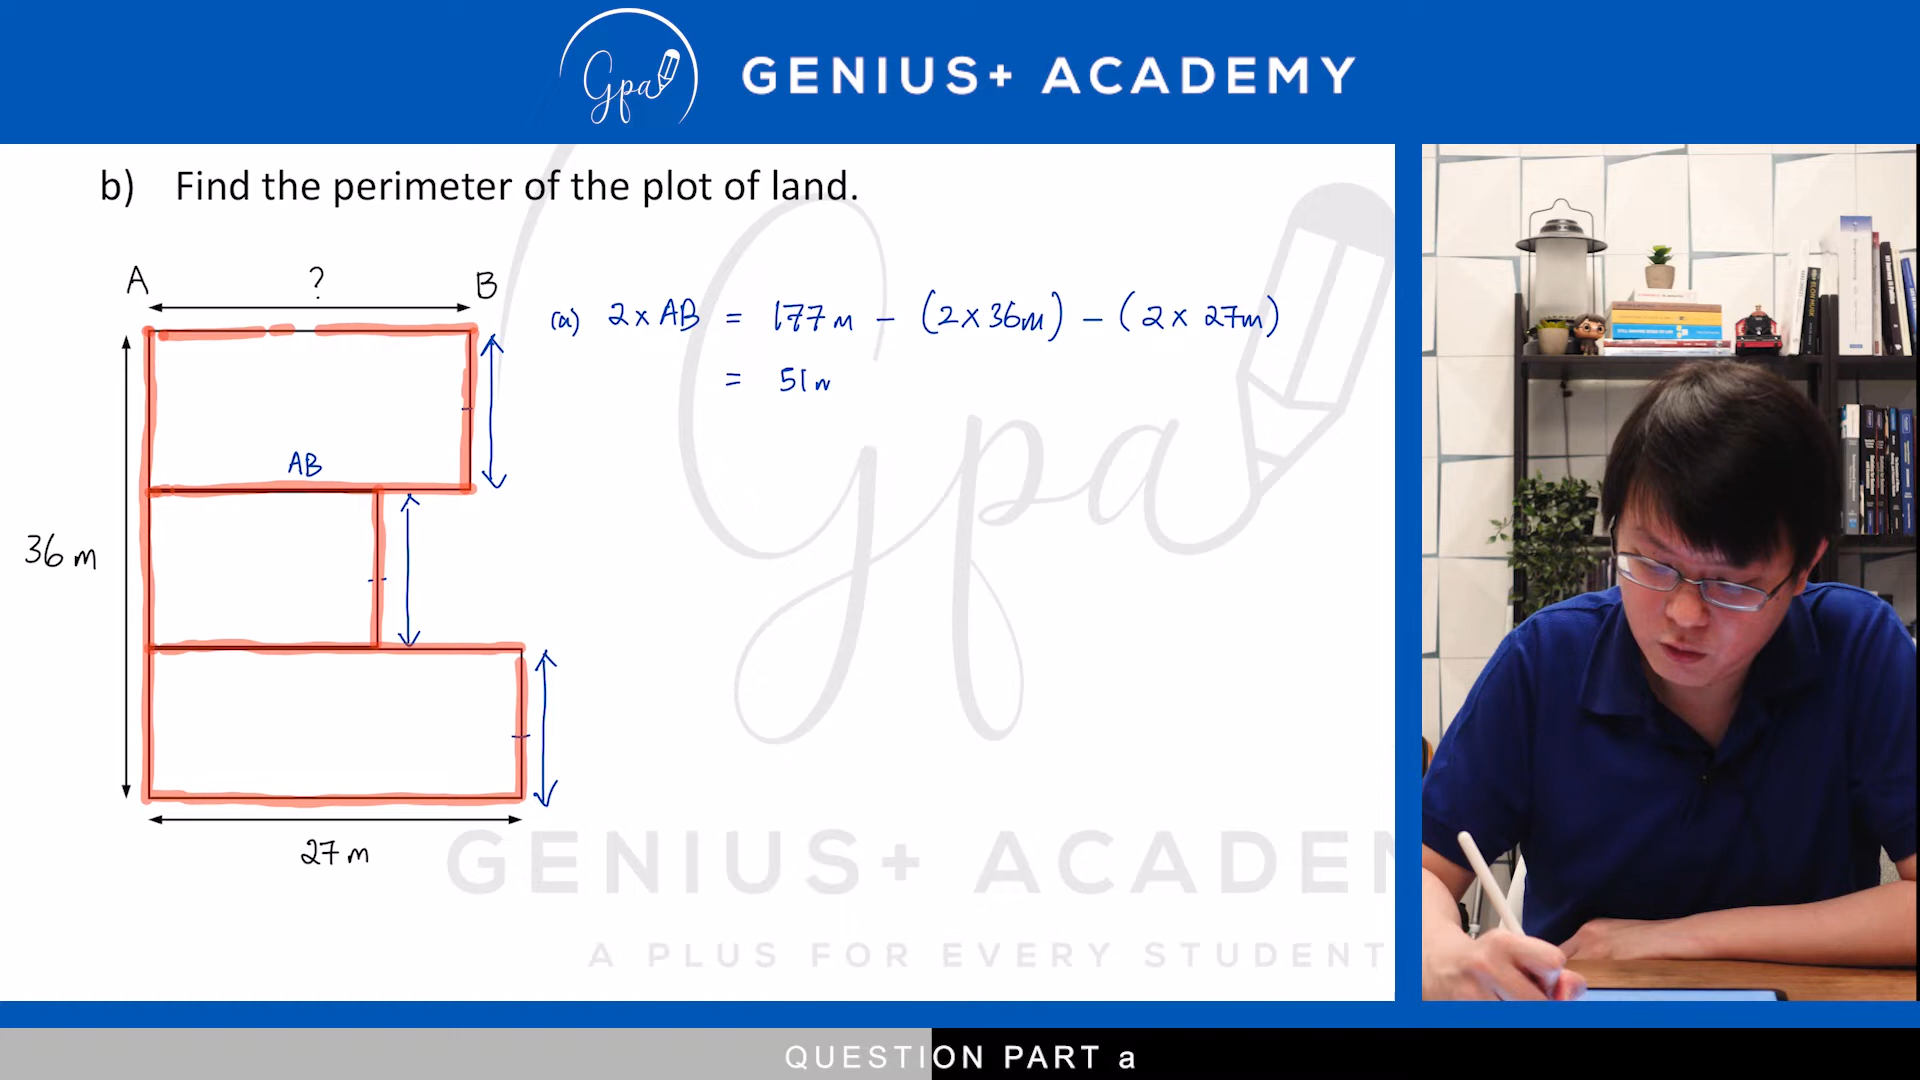 Gpa
GENIUS+ ACADEMY
b) Find the perimeter of the plot of land.
A ? B
(a) 2 x AB = 177 m - (2 x 36m) - (2 x 27m)
= 51 m
AB
36 m
27 m
Gpa
GENIUS+ ACADEM
A PLUS FOR EVERY STUDENT
QUESTION PART a